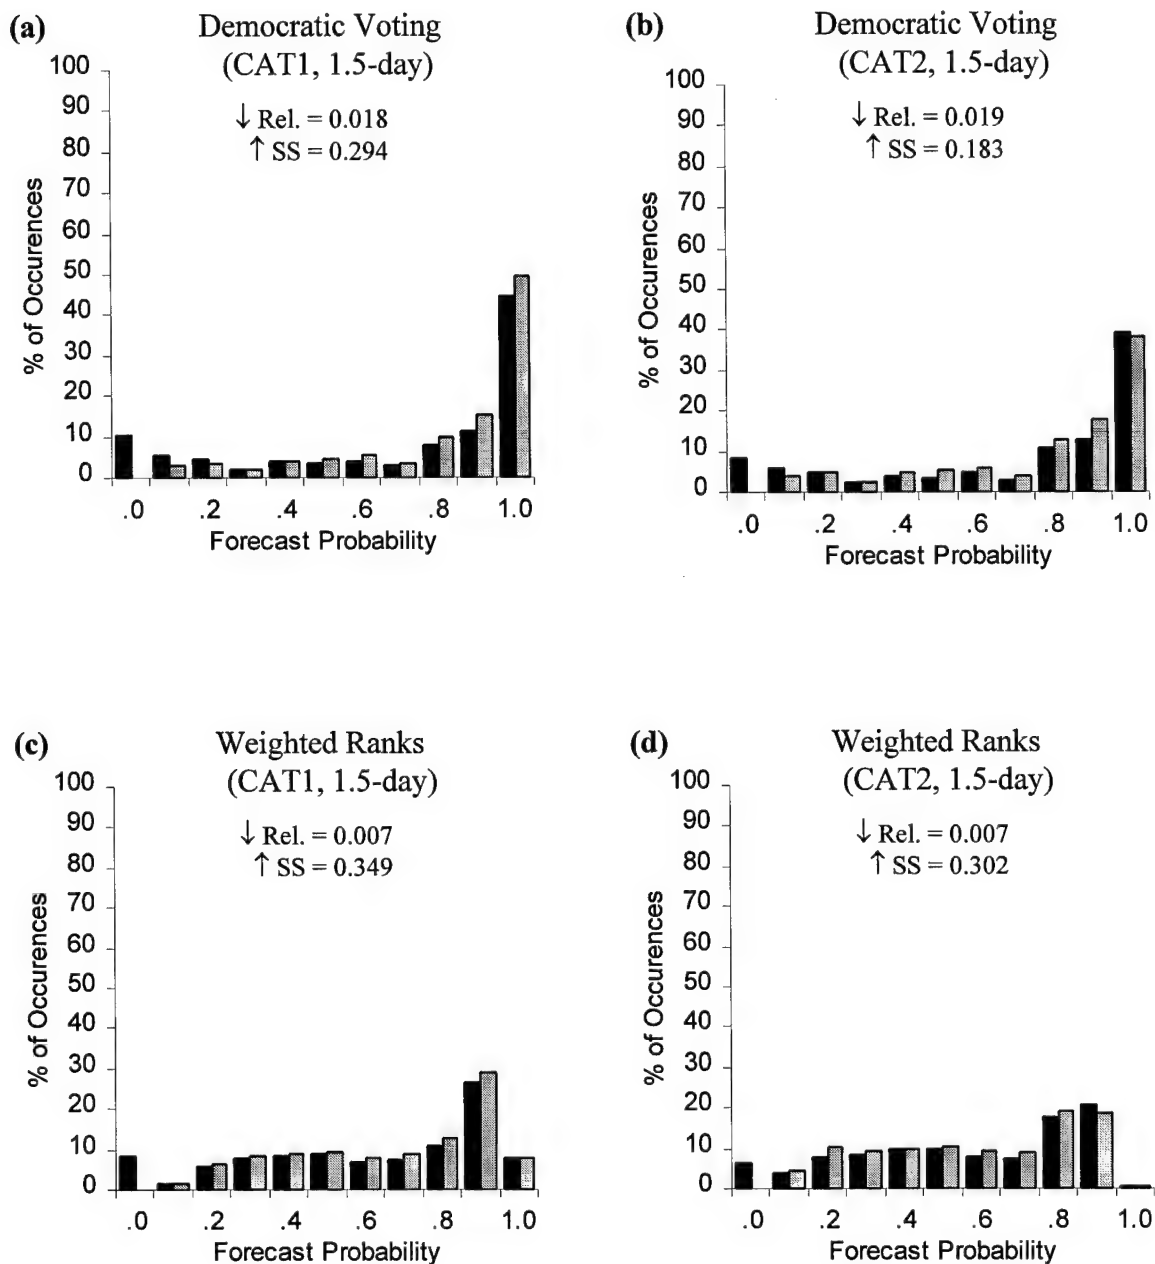 (a)
Democratic Voting
(CAT1, 1.5-day)
↓ Rel. = 0.018
↑ SS = 0.294
% of Occurences
100
90
80
70
60
50
40
30
20
10
0
.0 .2 .4 .6 .8 1.0
Forecast Probability
(b)
Democratic Voting
(CAT2, 1.5-day)
↓ Rel. = 0.019
↑ SS = 0.183
% of Occurences
100
90
80
70
60
50
40
30
20
10
0
.0 .2 .4 .6 .8 1.0
Forecast Probability
(c)
Weighted Ranks
(CAT1, 1.5-day)
↓ Rel. = 0.007
↑ SS = 0.349
% of Occurences
100
90
80
70
60
50
40
30
20
10
0
.0 .2 .4 .6 .8 1.0
Forecast Probability
(d)
Weighted Ranks
(CAT2, 1.5-day)
↓ Rel. = 0.007
↑ SS = 0.302
% of Occurences
100
90
80
70
60
50
40
30
20
10
0
.0 .2 .4 .6 .8 1.0
Forecast Probability